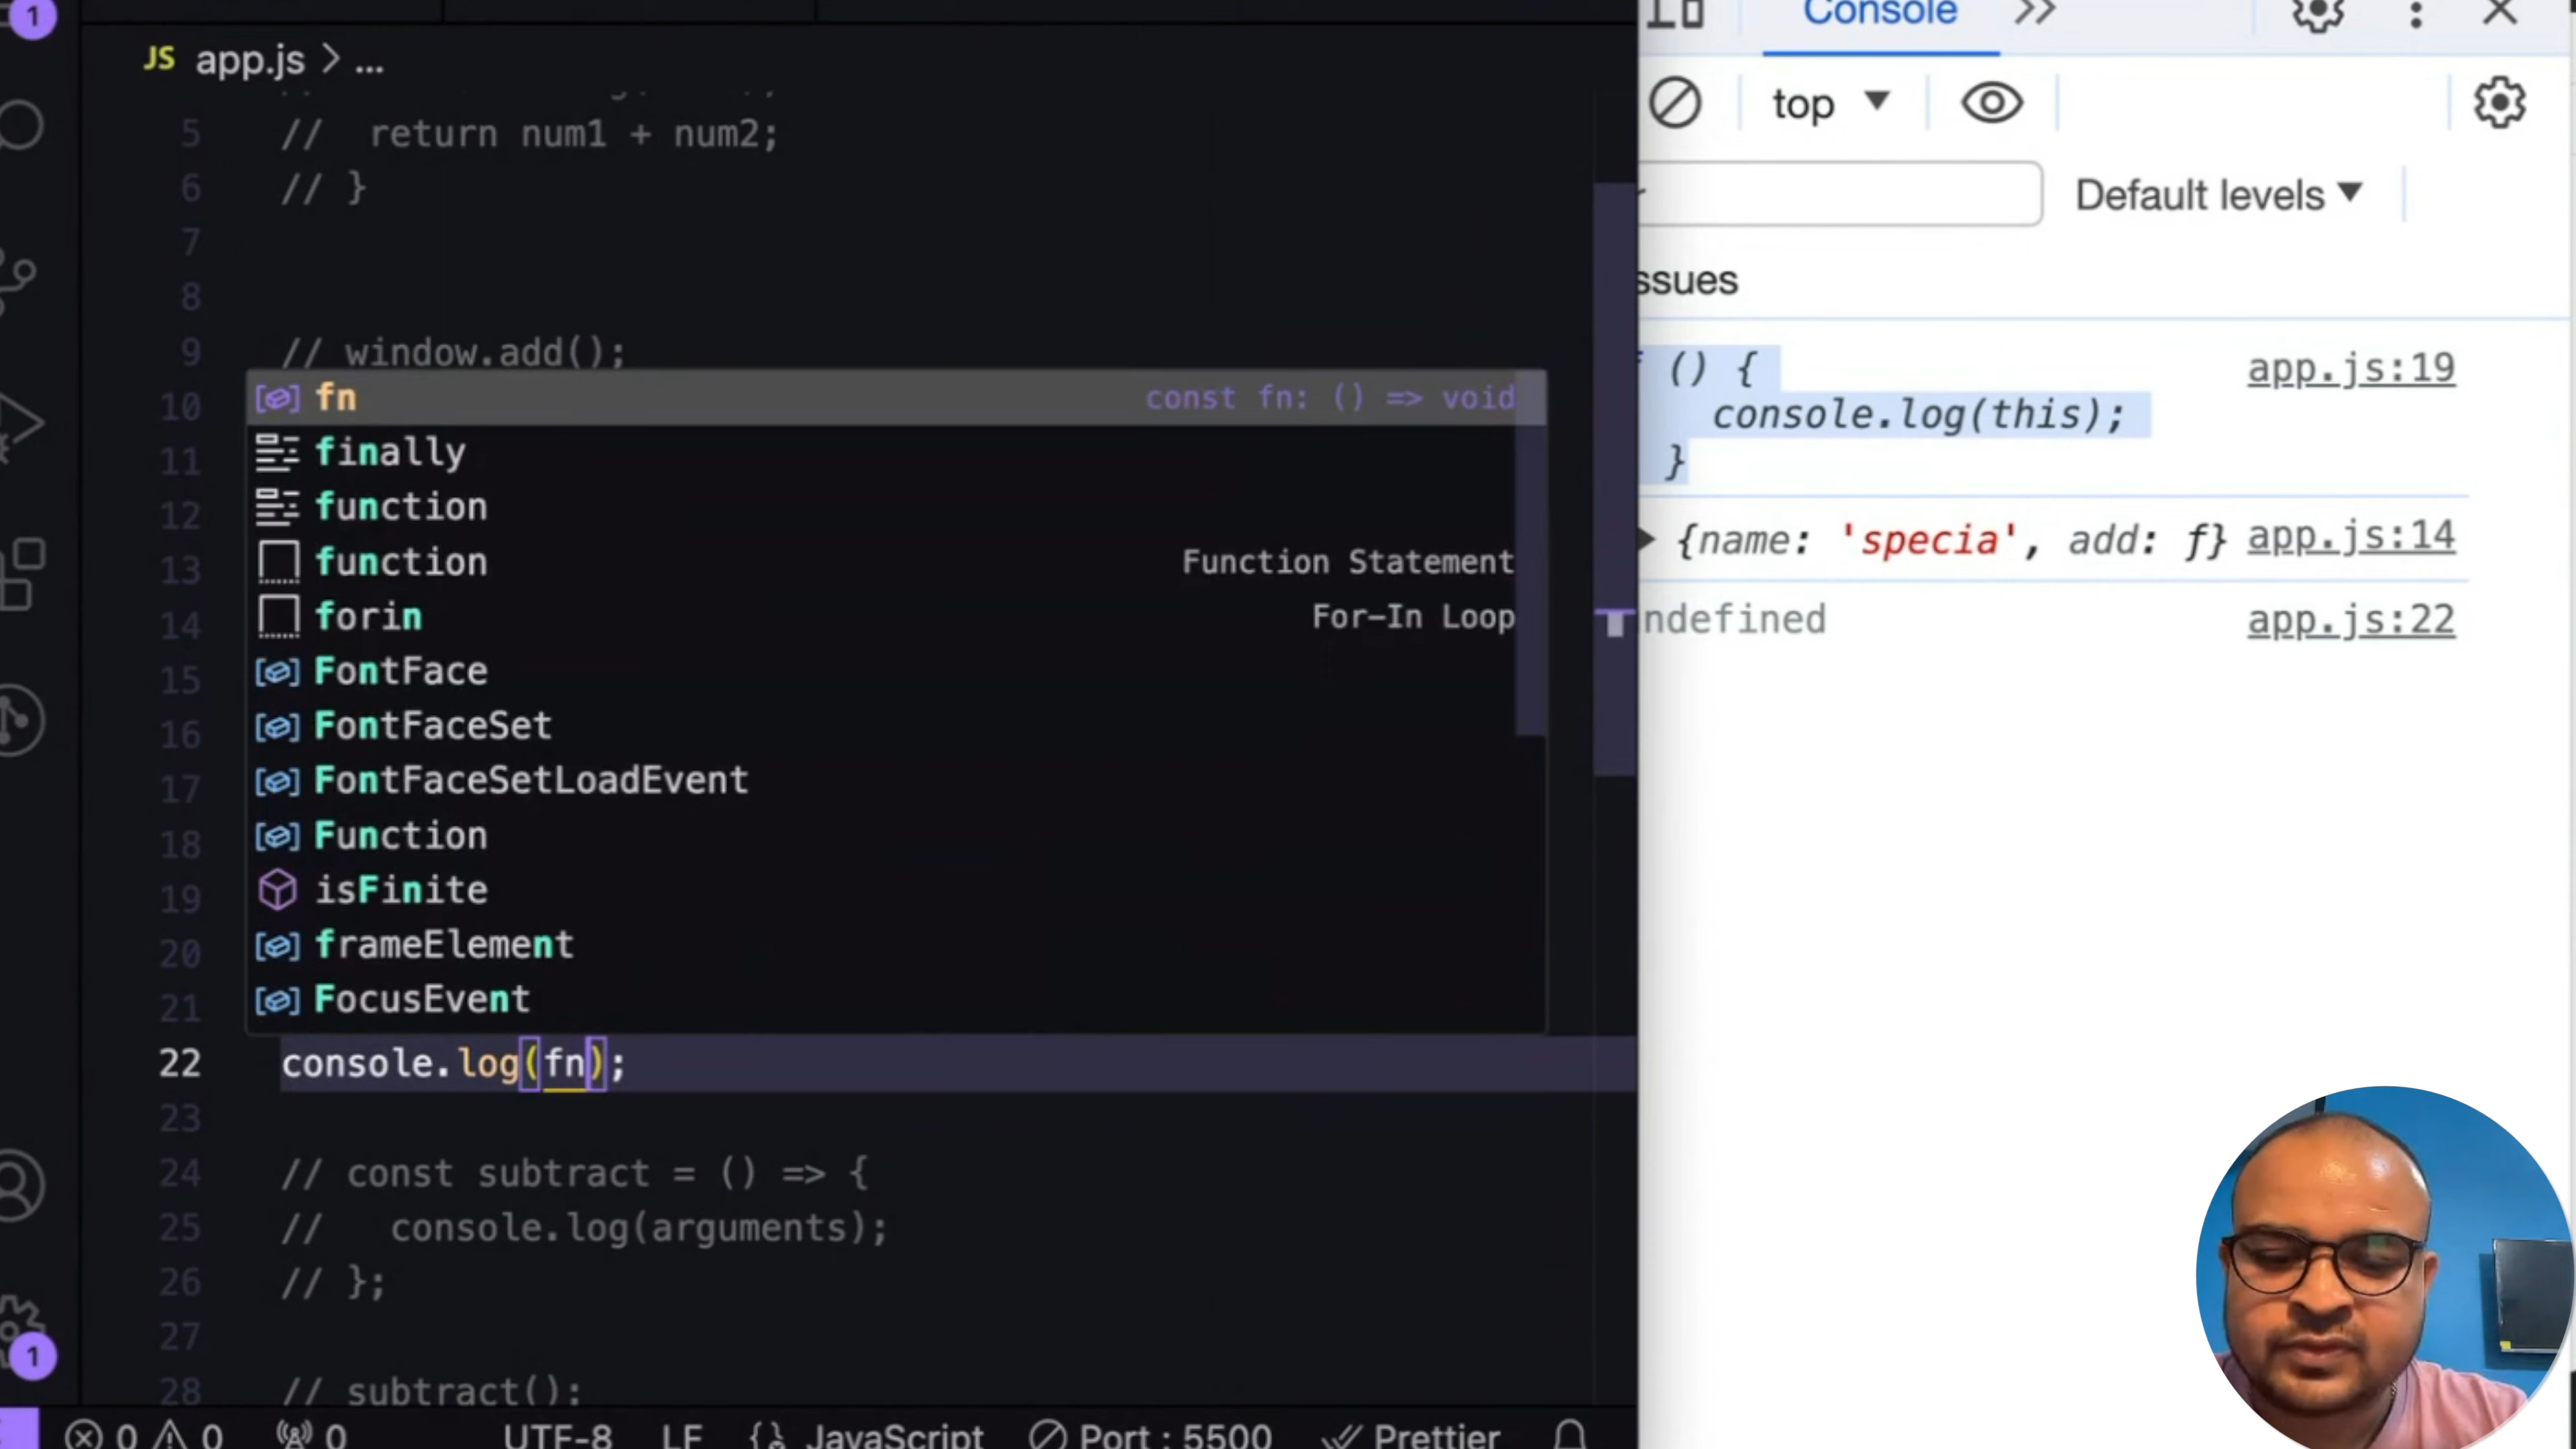 1
JS app.js > ...
5 // return num1 + num2;
6 // }
7
8
9 // window.add();
10
11
12
13
14
15
16
17
18
19
20
21
fn const fn: () => void
finally
function
function Function Statement
forin For-In Loop
FontFace
FontFaceSet
FontFaceSetLoadEvent
Function
isFinite
frameElement
FocusEvent
22 console.log(fn);
23
24 // const subtract = () => {
25 // console.log(arguments);
26 // };
27
28 // subtract();
1
0 0 0 UTF-8 LF {} JavaScript Port : 5500 Prettier
Console >>
top
Default levels
ssues
f () { app.js:19
console.log(this);
}
{name: 'specia', add: f} app.js:14
ndefined app.js:22